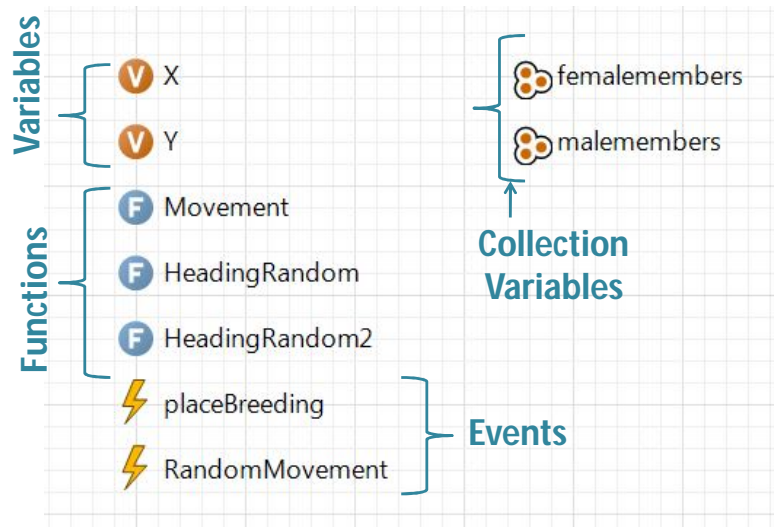 Variables
V X
V Y
Functions
F Movement
F HeadingRandom
F HeadingRandom2
placeBreeding
RandomMovement
Events
femalemembers
malemembers
Collection
Variables